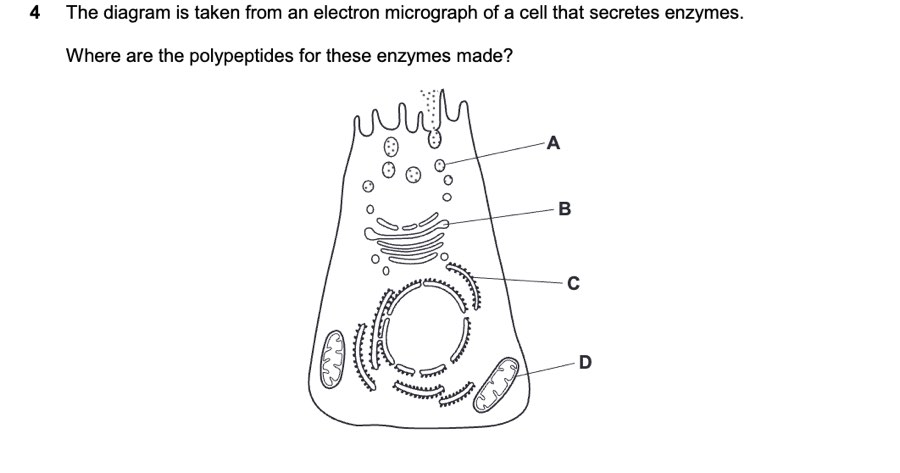 4 The diagram is taken from an electron micrograph of a cell that secretes enzymes.
Where are the polypeptides for these enzymes made?
A
B
C
D